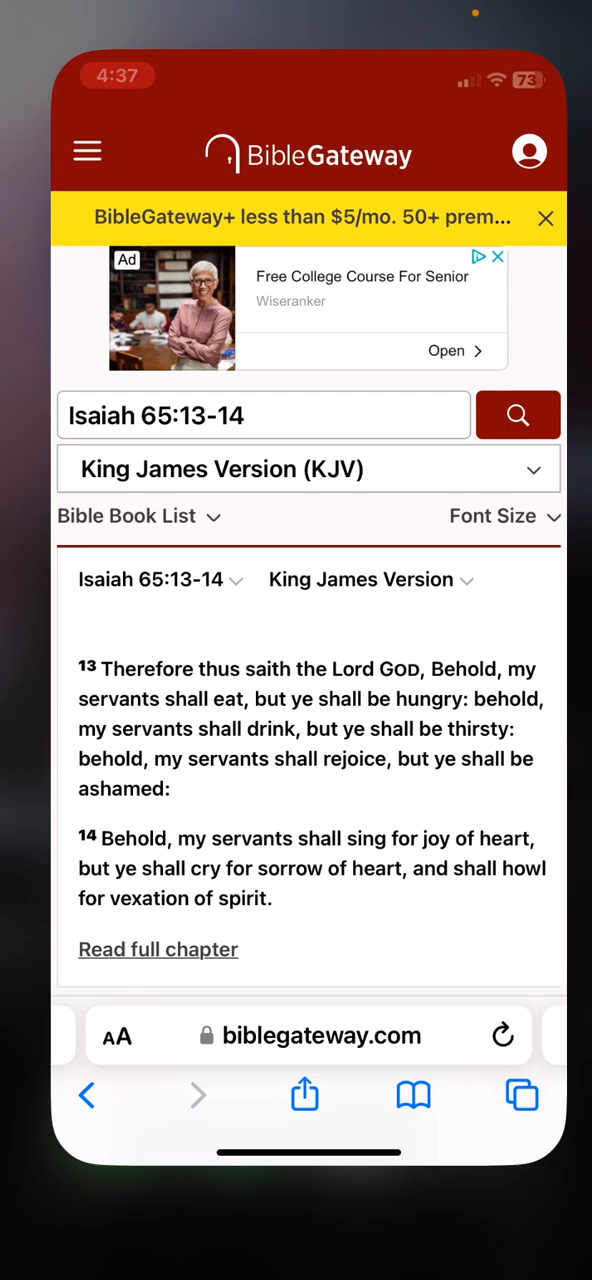 4:37
73
BibleGateway
BibleGateway+ less than $5/mo. 50+ prem...
Ad
Free College Course For Senior
Wiseranker
Open
Isaiah 65:13-14
King James Version (KJV)
Bible Book List
Font Size
Isaiah 65:13-14 King James Version
13 Therefore thus saith the Lord GOD, Behold, my
servants shall eat, but ye shall be hungry: behold,
my servants shall drink, but ye shall be thirsty:
behold, my servants shall rejoice, but ye shall be
ashamed:
14 Behold, my servants shall sing for joy of heart,
but ye shall cry for sorrow of heart, and shall howl
for vexation of spirit.
Read full chapter
AA
biblegateway.com